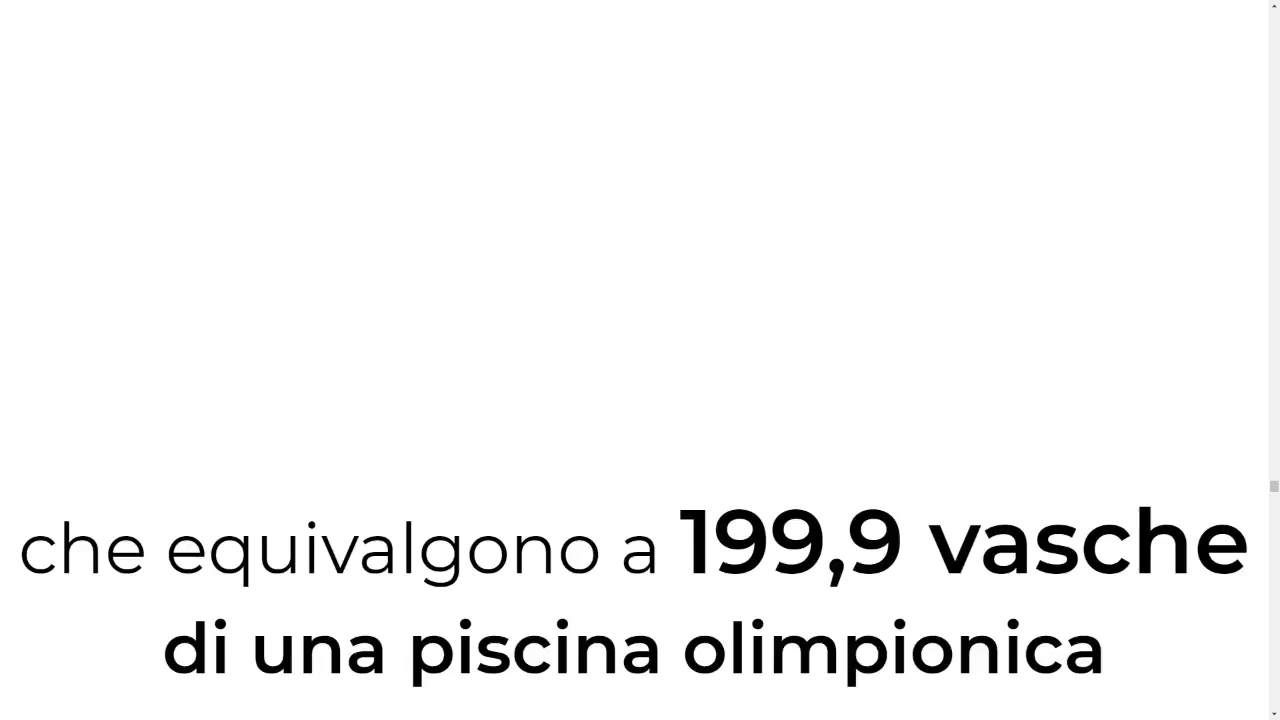 che equivalgono a 199,9 vasche
di una piscina olimpionica